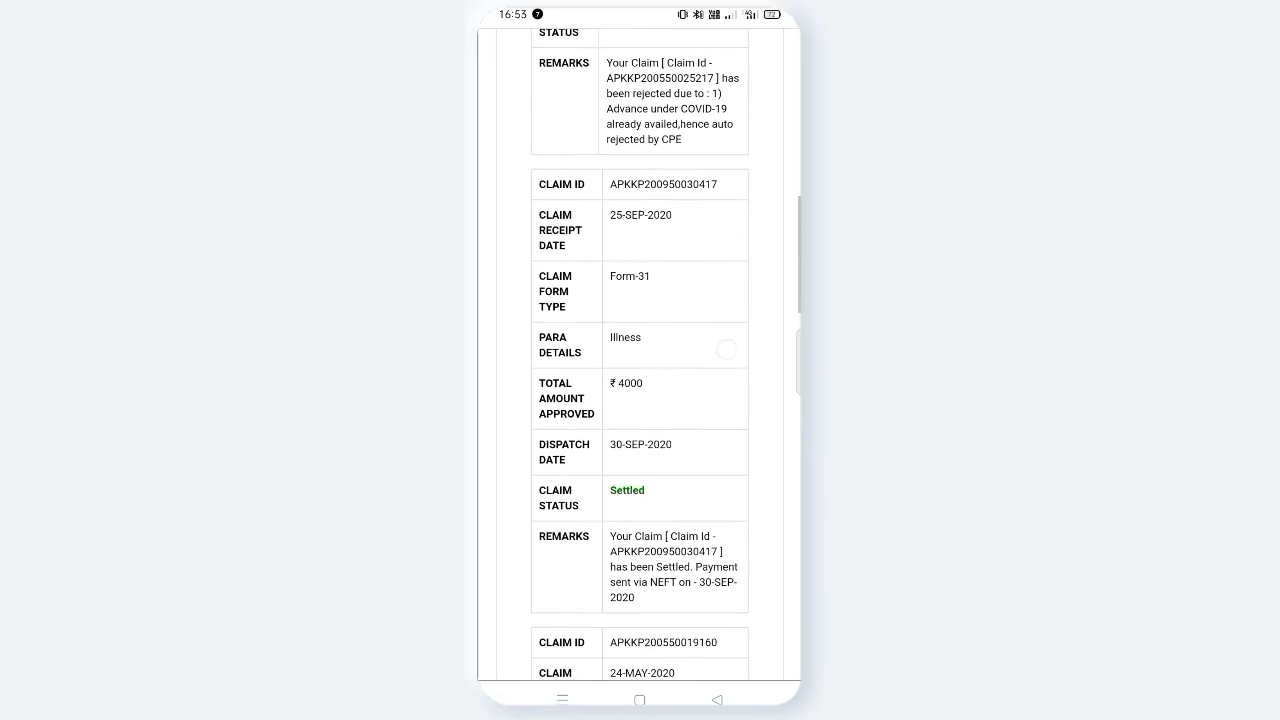 16:53 7 VoD 4G 72
STATUS
REMARKS Your Claim [ Claim Id -
APKKP200550025217 ] has
been rejected due to : 1)
Advance under COVID-19
already availed,hence auto
rejected by CPE
CLAIM ID APKKP200950030417
CLAIM 25-SEP-2020
RECEIPT
DATE
CLAIM Form-31
FORM
TYPE
PARA Illness
DETAILS
TOTAL ₹ 4000
AMOUNT
APPROVED
DISPATCH 30-SEP-2020
DATE
CLAIM Settled
STATUS
REMARKS Your Claim [ Claim Id -
APKKP200950030417 ]
has been Settled. Payment
sent via NEFT on - 30-SEP-
2020
CLAIM ID APKKP200550019160
CLAIM 24-MAY-2020